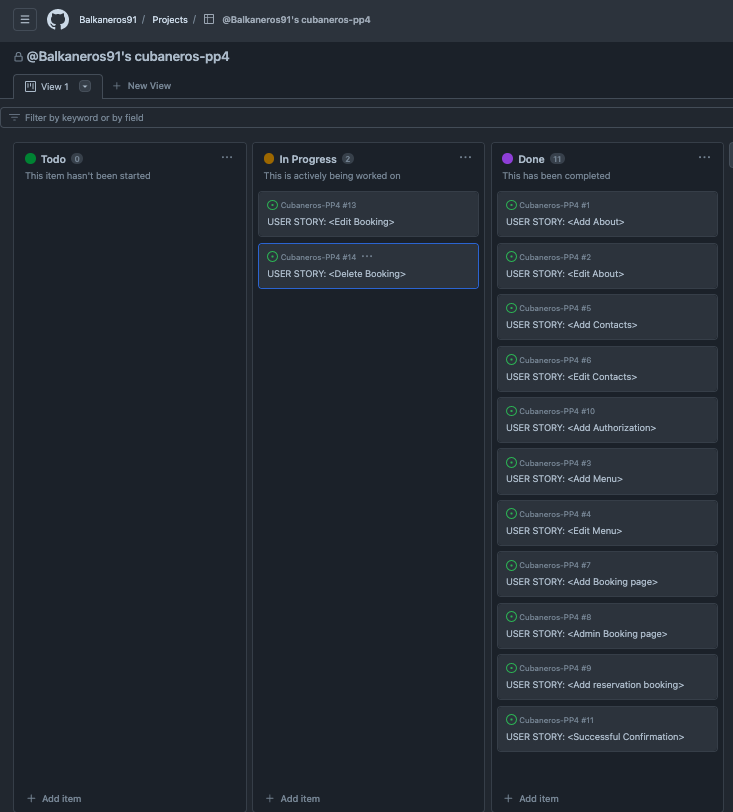 Balkaneros91 / Projects / @Balkaneros91's cubaneros-pp4
@Balkaneros91's cubaneros-pp4
View 1
New View
Filter by keyword or by field
Todo 0
This item hasn't been started
Add item
In Progress 2
This is actively being worked on
Cubaneros-PP4 #13
USER STORY: <Edit Booking>
Cubaneros-PP4 #14
USER STORY: <Delete Booking>
Add item
Done 11
This has been completed
Cubaneros-PP4 #1
USER STORY: <Add About>
Cubaneros-PP4 #2
USER STORY: <Edit About>
Cubaneros-PP4 #5
USER STORY: <Add Contacts>
Cubaneros-PP4 #6
USER STORY: <Edit Contacts>
Cubaneros-PP4 #10
USER STORY: <Add Authorization>
Cubaneros-PP4 #3
USER STORY: <Add Menu>
Cubaneros-PP4 #4
USER STORY: <Edit Menu>
Cubaneros-PP4 #7
USER STORY: <Add Booking page>
Cubaneros-PP4 #8
USER STORY: <Admin Booking page>
Cubaneros-PP4 #9
USER STORY: <Add reservation booking>
Cubaneros-PP4 #11
USER STORY: <Successful Confirmation>
Add item